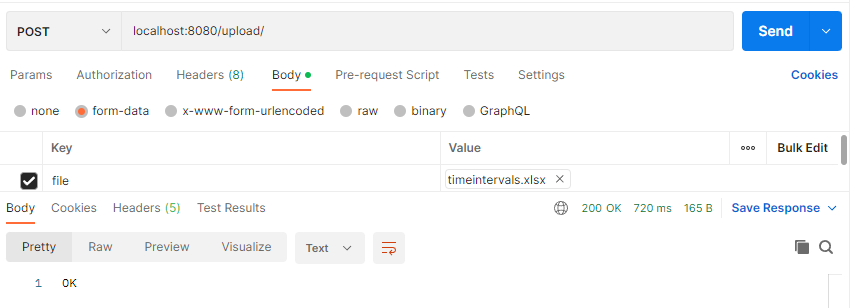 POST localhost:8080/upload/ Send
Params Authorization Headers (8) Body Pre-request Script Tests Settings Cookies
none form-data x-www-form-urlencoded raw binary GraphQL
Key Value Bulk Edit
file timeintervals.xlsx
Body Cookies Headers (5) Test Results 200 OK 720 ms 165 B Save Response
Pretty Raw Preview Visualize Text
1 OK